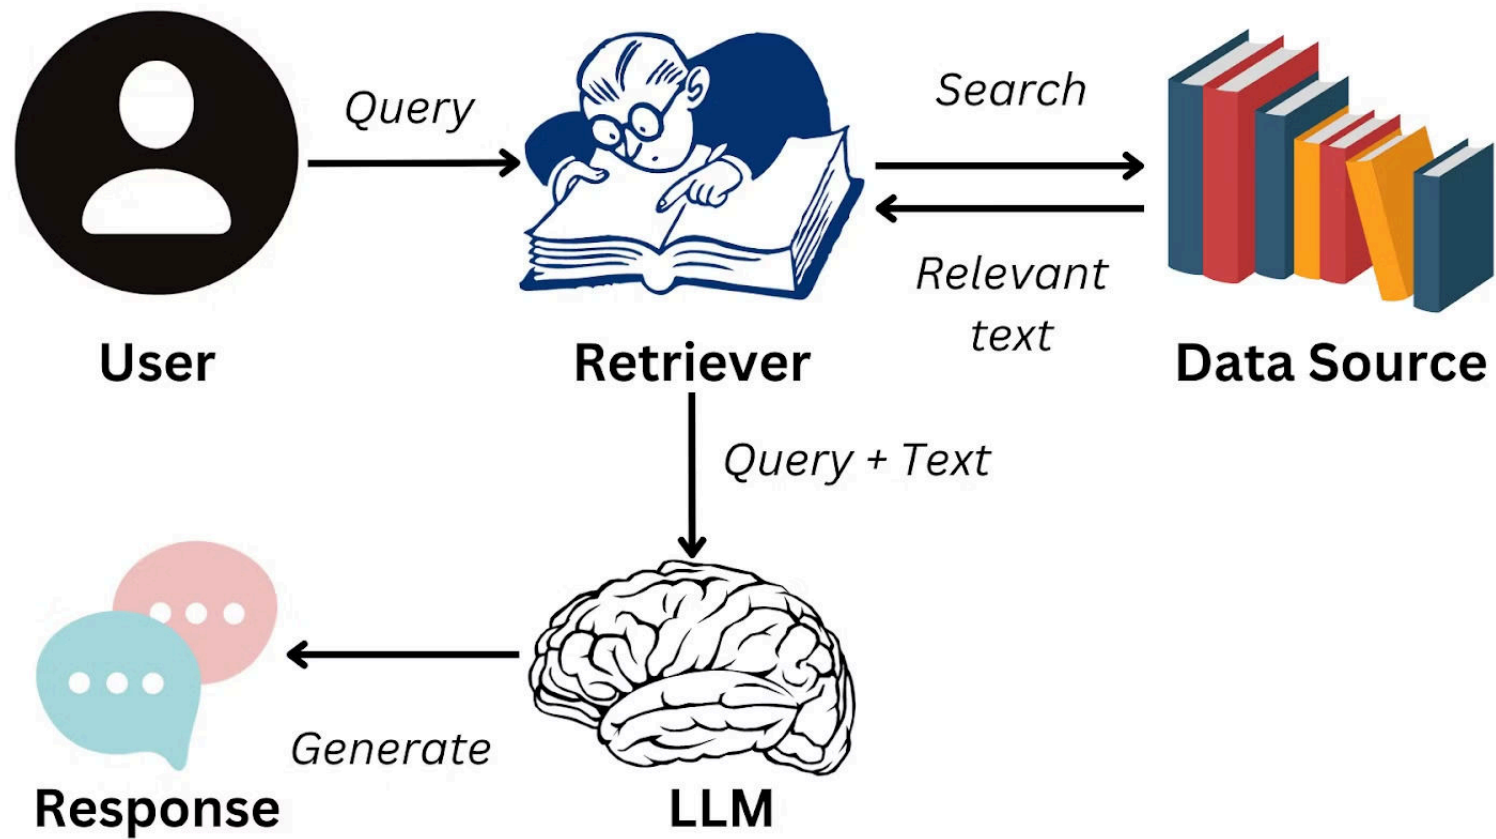 Query
Search
Relevant
text
User
Retriever
Data Source
Query + Text
Generate
Response
LLM